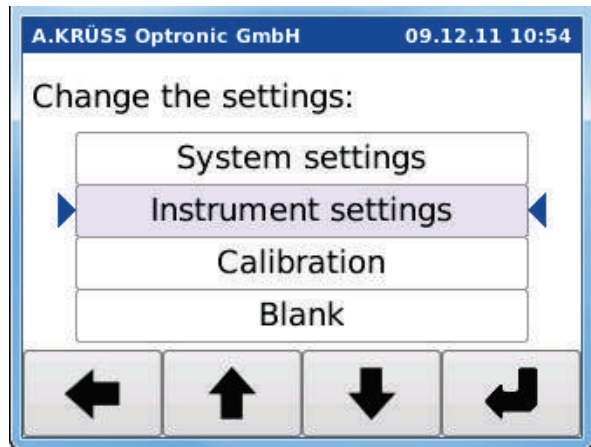 A.KRÜSS Optronic GmbH 09.12.11 10:54
Change the settings:
System settings
Instrument settings
Calibration
Blank